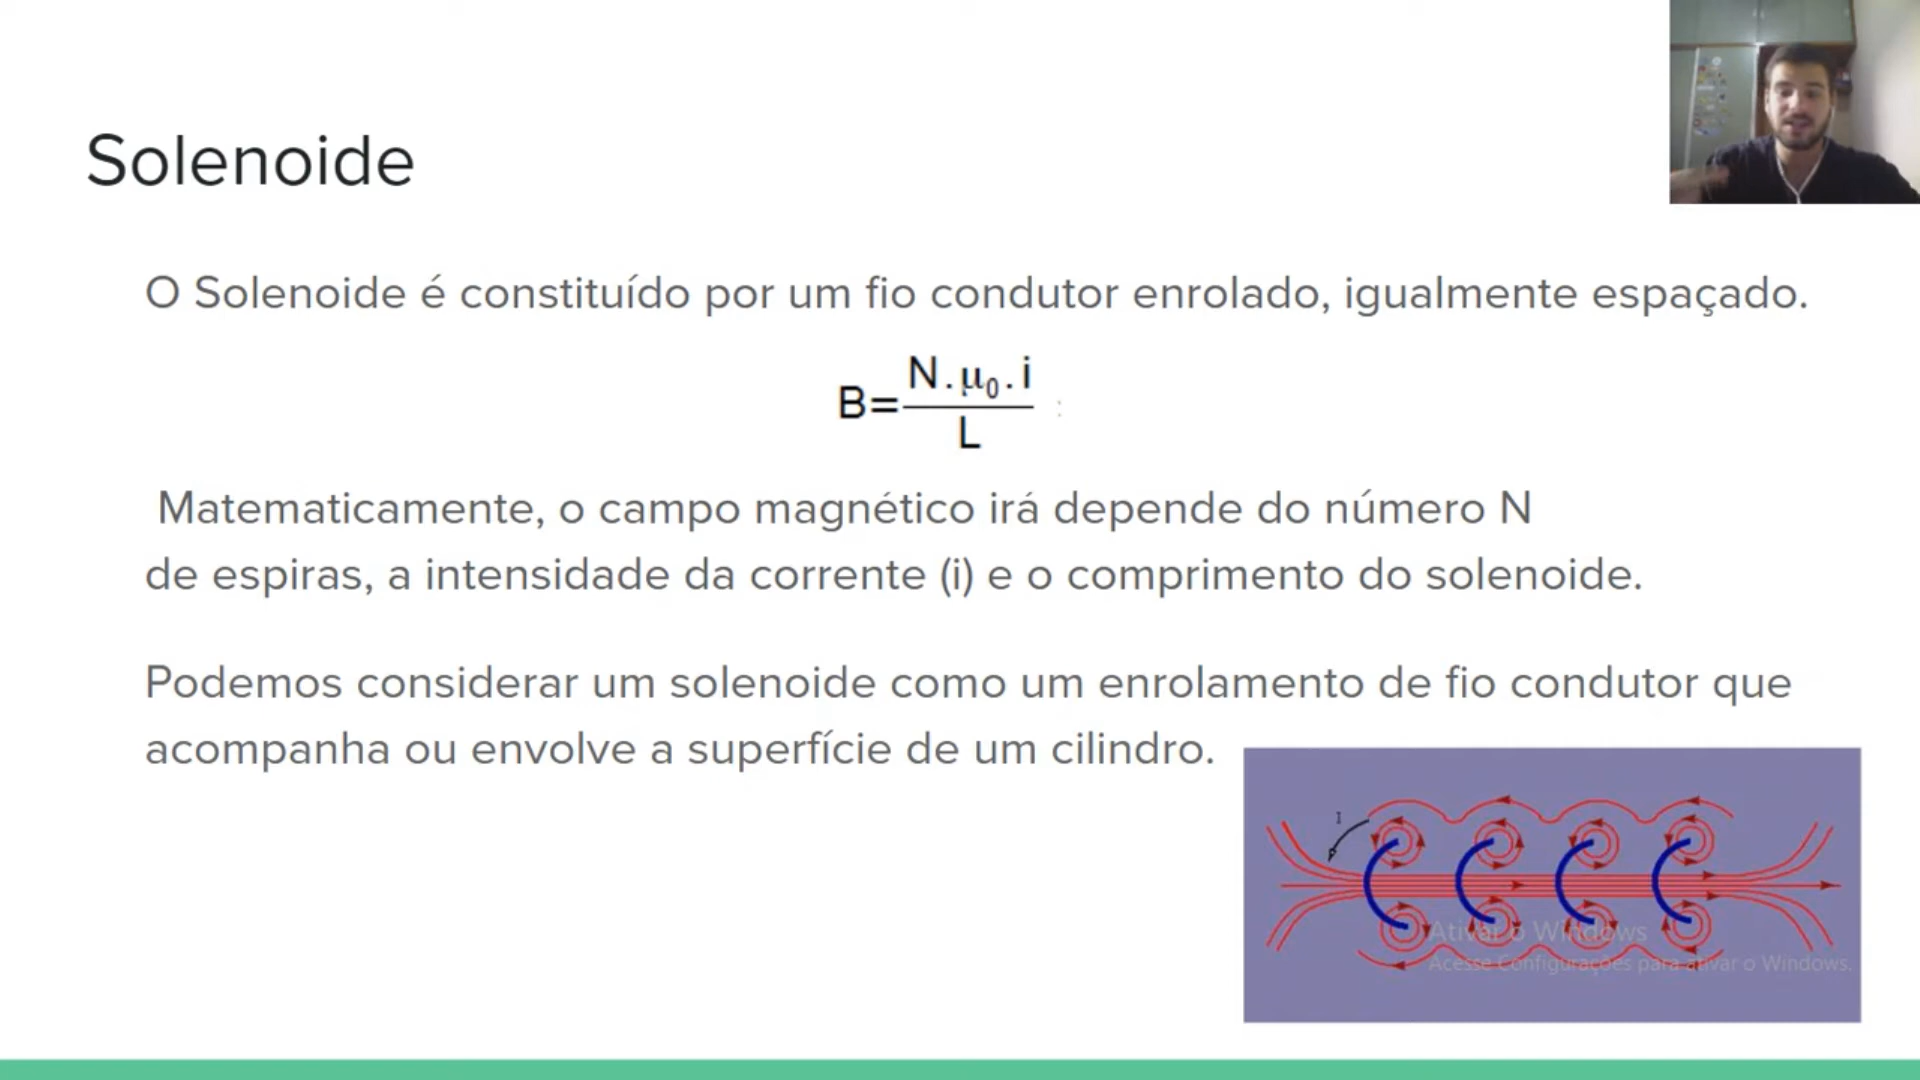 Solenoide
O Solenoide é constituído por um fio condutor enrolado, igualmente espaçado.
B=N.μ₀.i/L
Matematicamente, o campo magnético irá depende do número N
de espiras, a intensidade da corrente (i) e o comprimento do solenoide.
Podemos considerar um solenoide como um enrolamento de fio condutor que
acompanha ou envolve a superfície de um cilindro.
I
Ativar o Windows
Acesse Configurações para ativar o Windows.